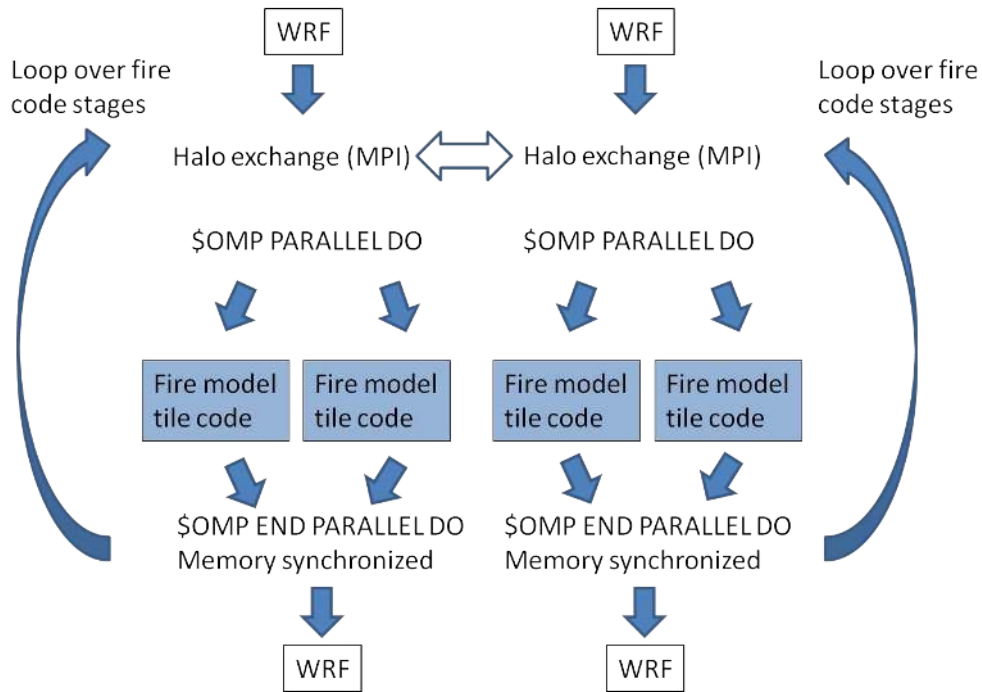 WRF
WRF
Loop over fire
code stages
Loop over fire
code stages
Halo exchange (MPI)
Halo exchange (MPI)
$OMP PARALLEL DO
$OMP PARALLEL DO
Fire model
tile code
Fire model
tile code
Fire model
tile code
Fire model
tile code
$OMP END PARALLEL DO
Memory synchronized
$OMP END PARALLEL DO
Memory synchronized
WRF
WRF